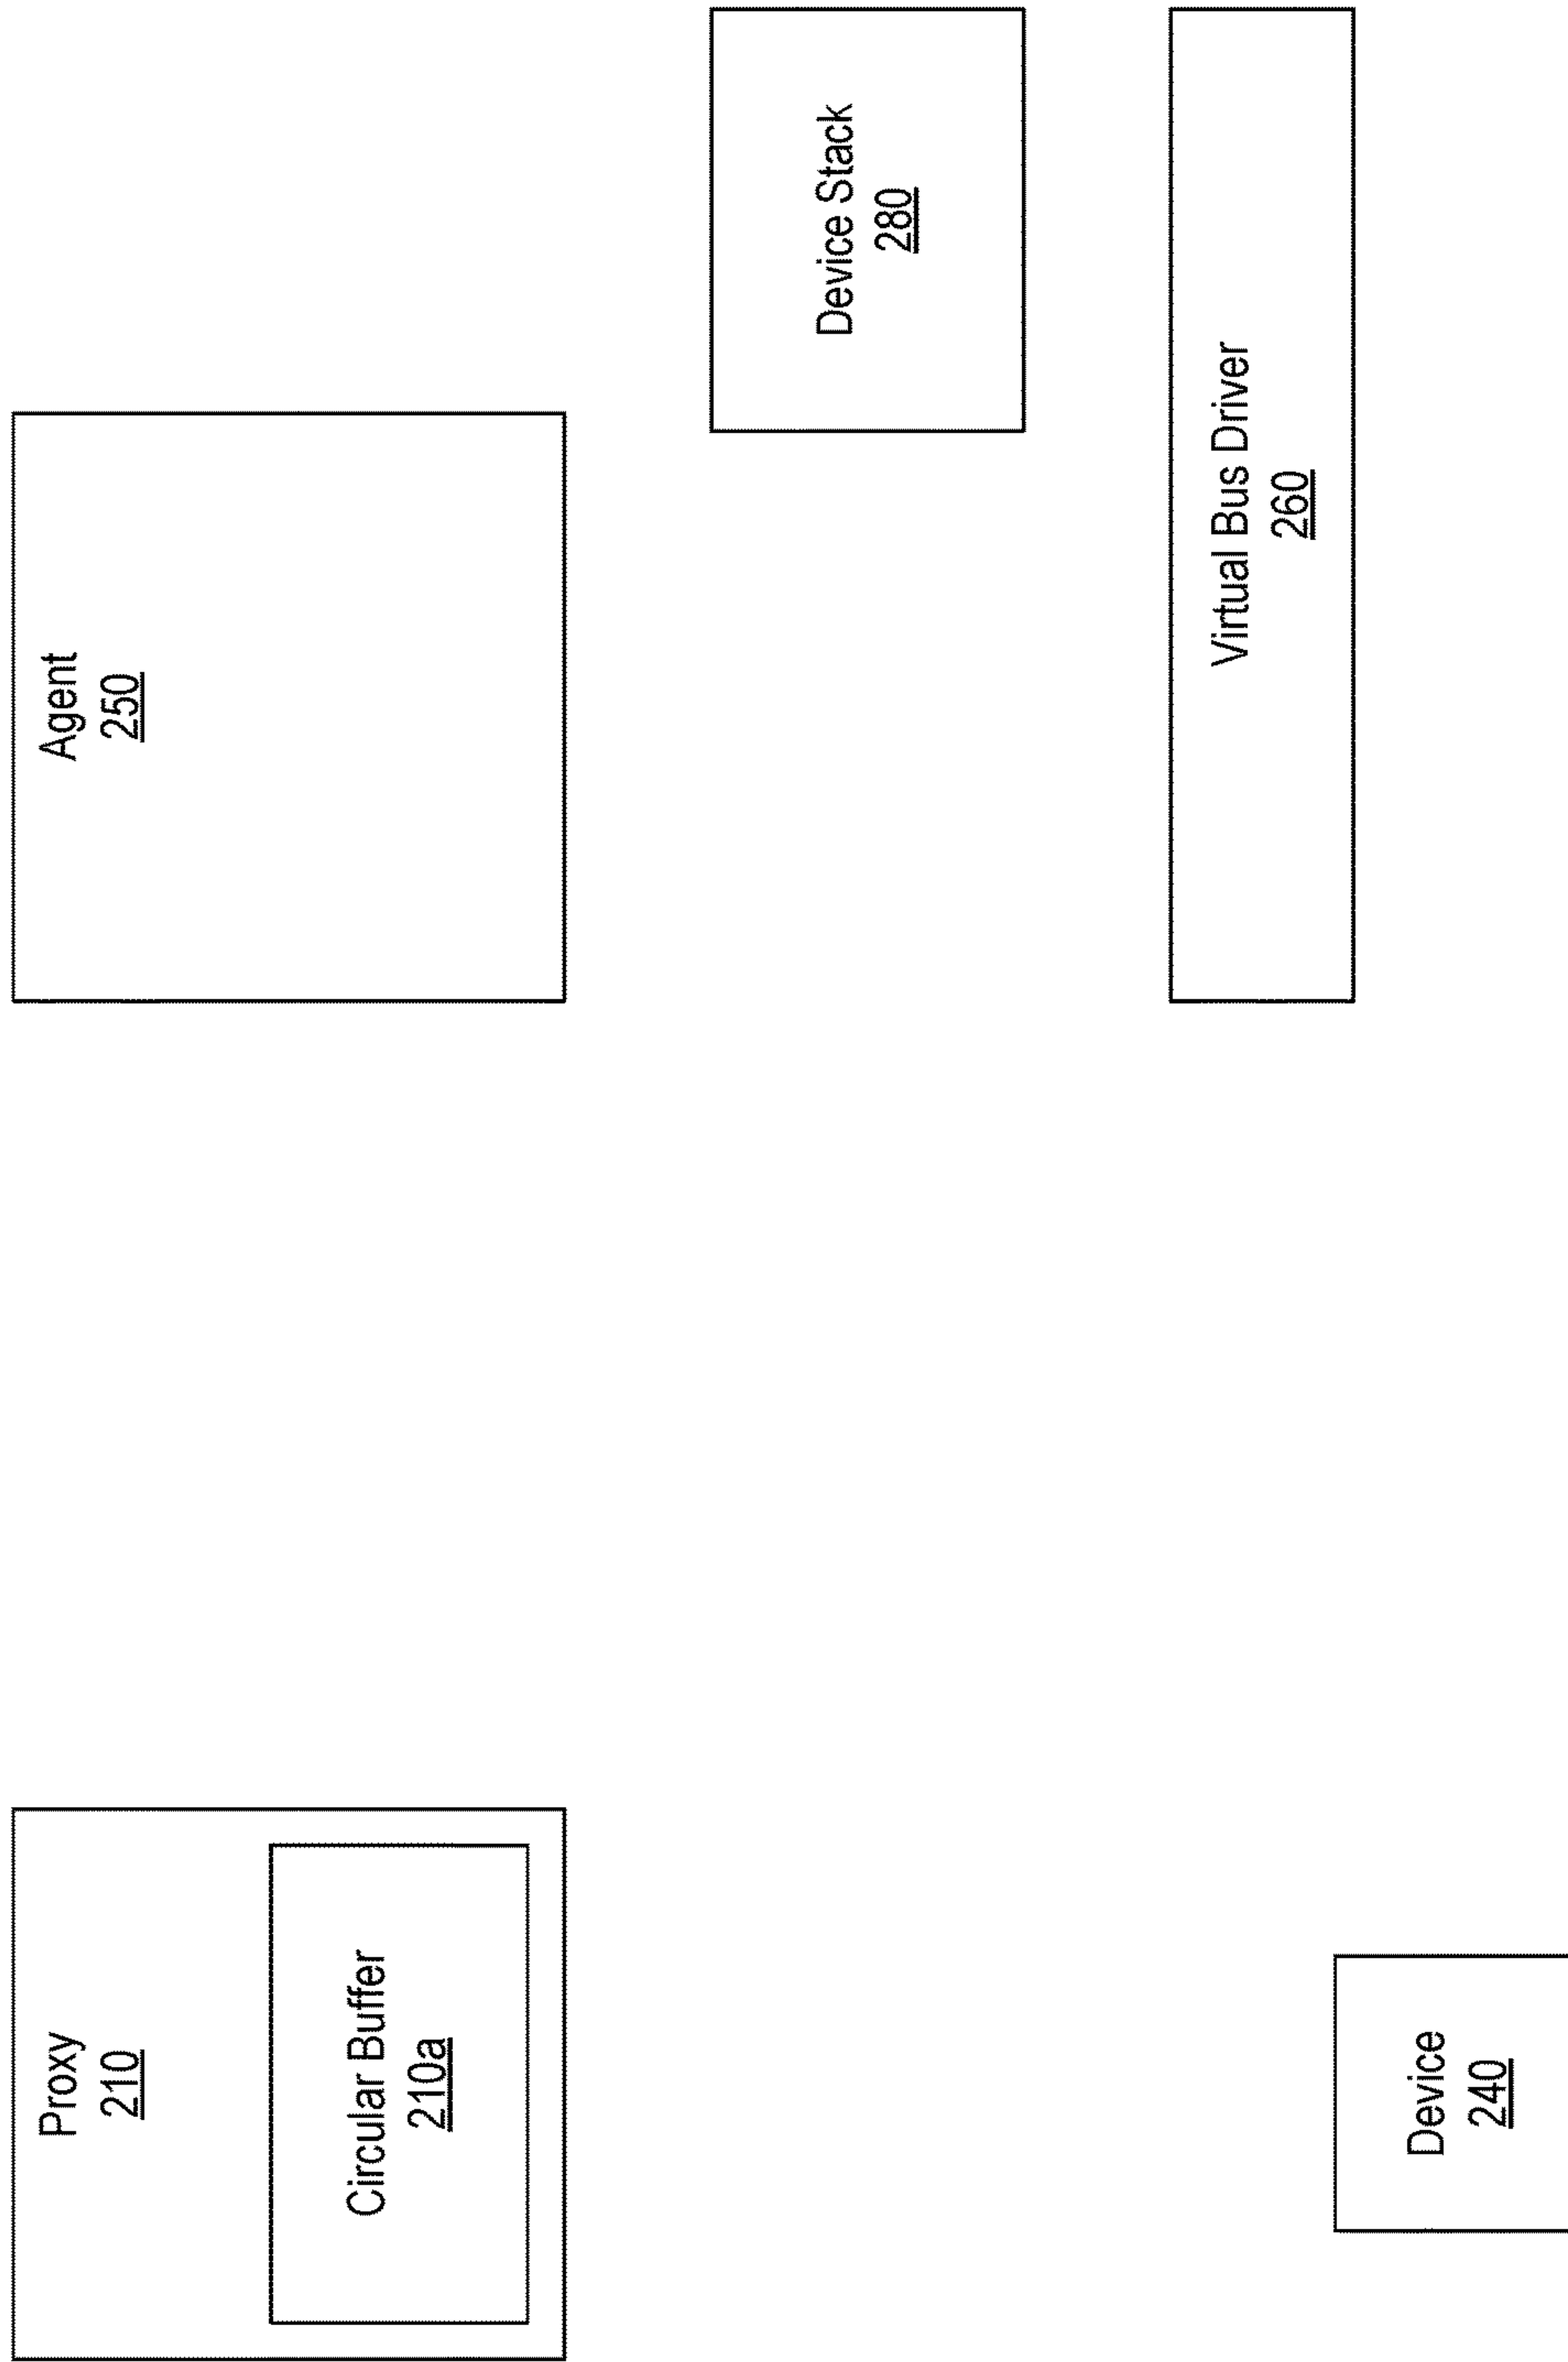 Proxy
210
Circular Buffer
210a
Device
240
Agent
250
Device Stack
280
Virtual Bus Driver
260